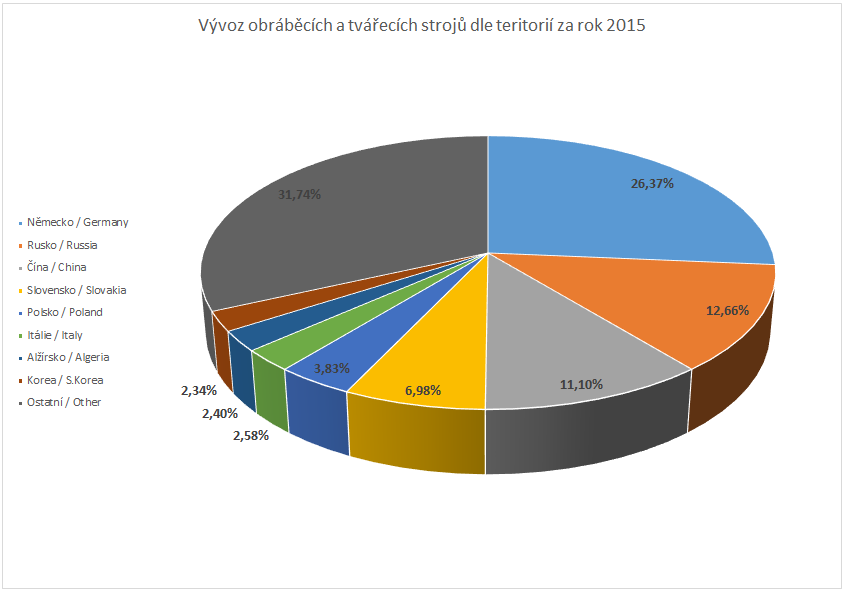 Vývoz obráběcích a tvářecích strojů dle teritorií za rok 2015
31,74%
26,37%
Německo / Germany
Rusko / Russia
Čína / China
Slovensko / Slovakia
Polsko / Poland
Itálie / Italy
Alžírsko / Algeria
Korea / S.Korea
Ostatní / Other
12,66%
3,83%
11,10%
6,98%
2,34%
2,40%
2,58%